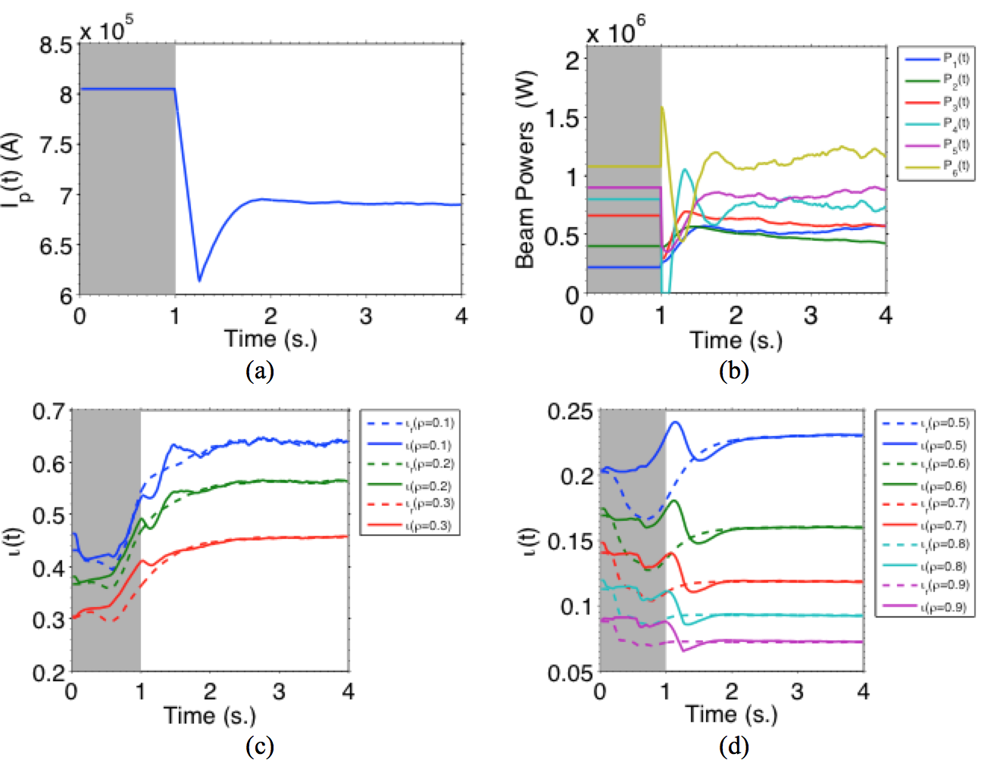 x 10^5
8.5
8
7.5
7
6.5
6
I_p(t) (A)
0 1 2 3 4
Time (s.)
(a)
x 10^6
2
1.5
1
0.5
0
Beam Powers (W)
0 1 2 3 4
Time (s.)
P_1(t)
P_2(t)
P_3(t)
P_4(t)
P_5(t)
P_6(t)
(b)
0.7
0.6
0.5
0.4
0.3
0.2
ι(t)
0 1 2 3 4
Time (s.)
ι_r(ρ=0.1)
ι(ρ=0.1)
ι_r(ρ=0.2)
ι(ρ=0.2)
ι_r(ρ=0.3)
ι(ρ=0.3)
(c)
0.25
0.2
0.15
0.1
0.05
ι(t)
0 1 2 3 4
Time (s.)
ι_r(ρ=0.5)
ι(ρ=0.5)
ι_r(ρ=0.6)
ι(ρ=0.6)
ι_r(ρ=0.7)
ι(ρ=0.7)
ι_r(ρ=0.8)
ι(ρ=0.8)
ι_r(ρ=0.9)
ι(ρ=0.9)
(d)